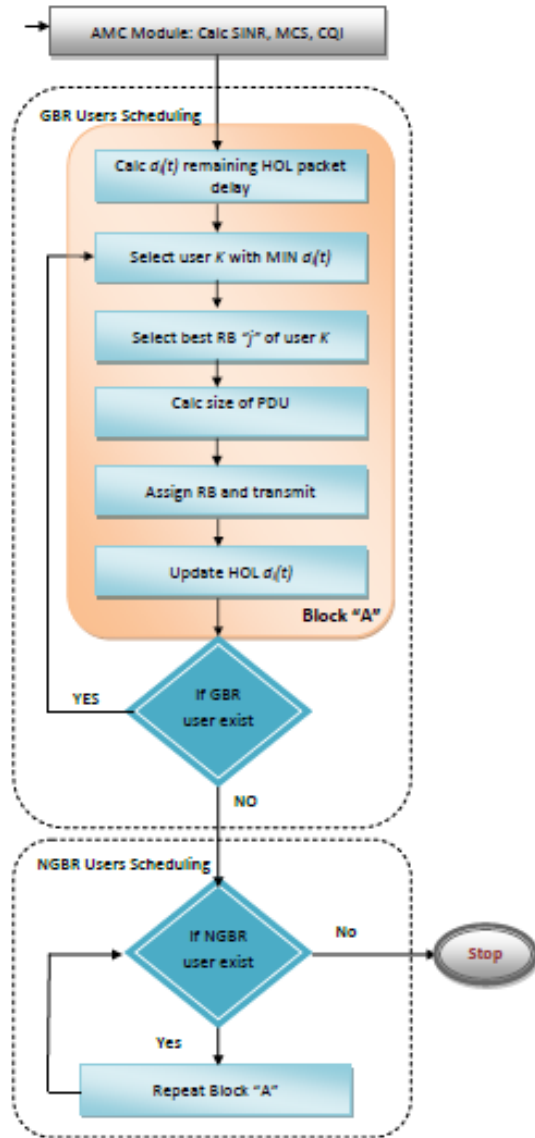 AMC Module: Calc SINR, MCS, CQI
GBR Users Scheduling
Calc dᵢ(t) remaining HOL packet
delay
Select user K with MIN dᵢ(t)
Select best RB "j" of user K
Calc size of PDU
Assign RB and transmit
Update HOL dᵢ(t)
Block "A"
YES
If GBR
user exist
NO
NGBR Users Scheduling
If NGBR
user exist
No
Stop
Yes
Repeat Block "A"